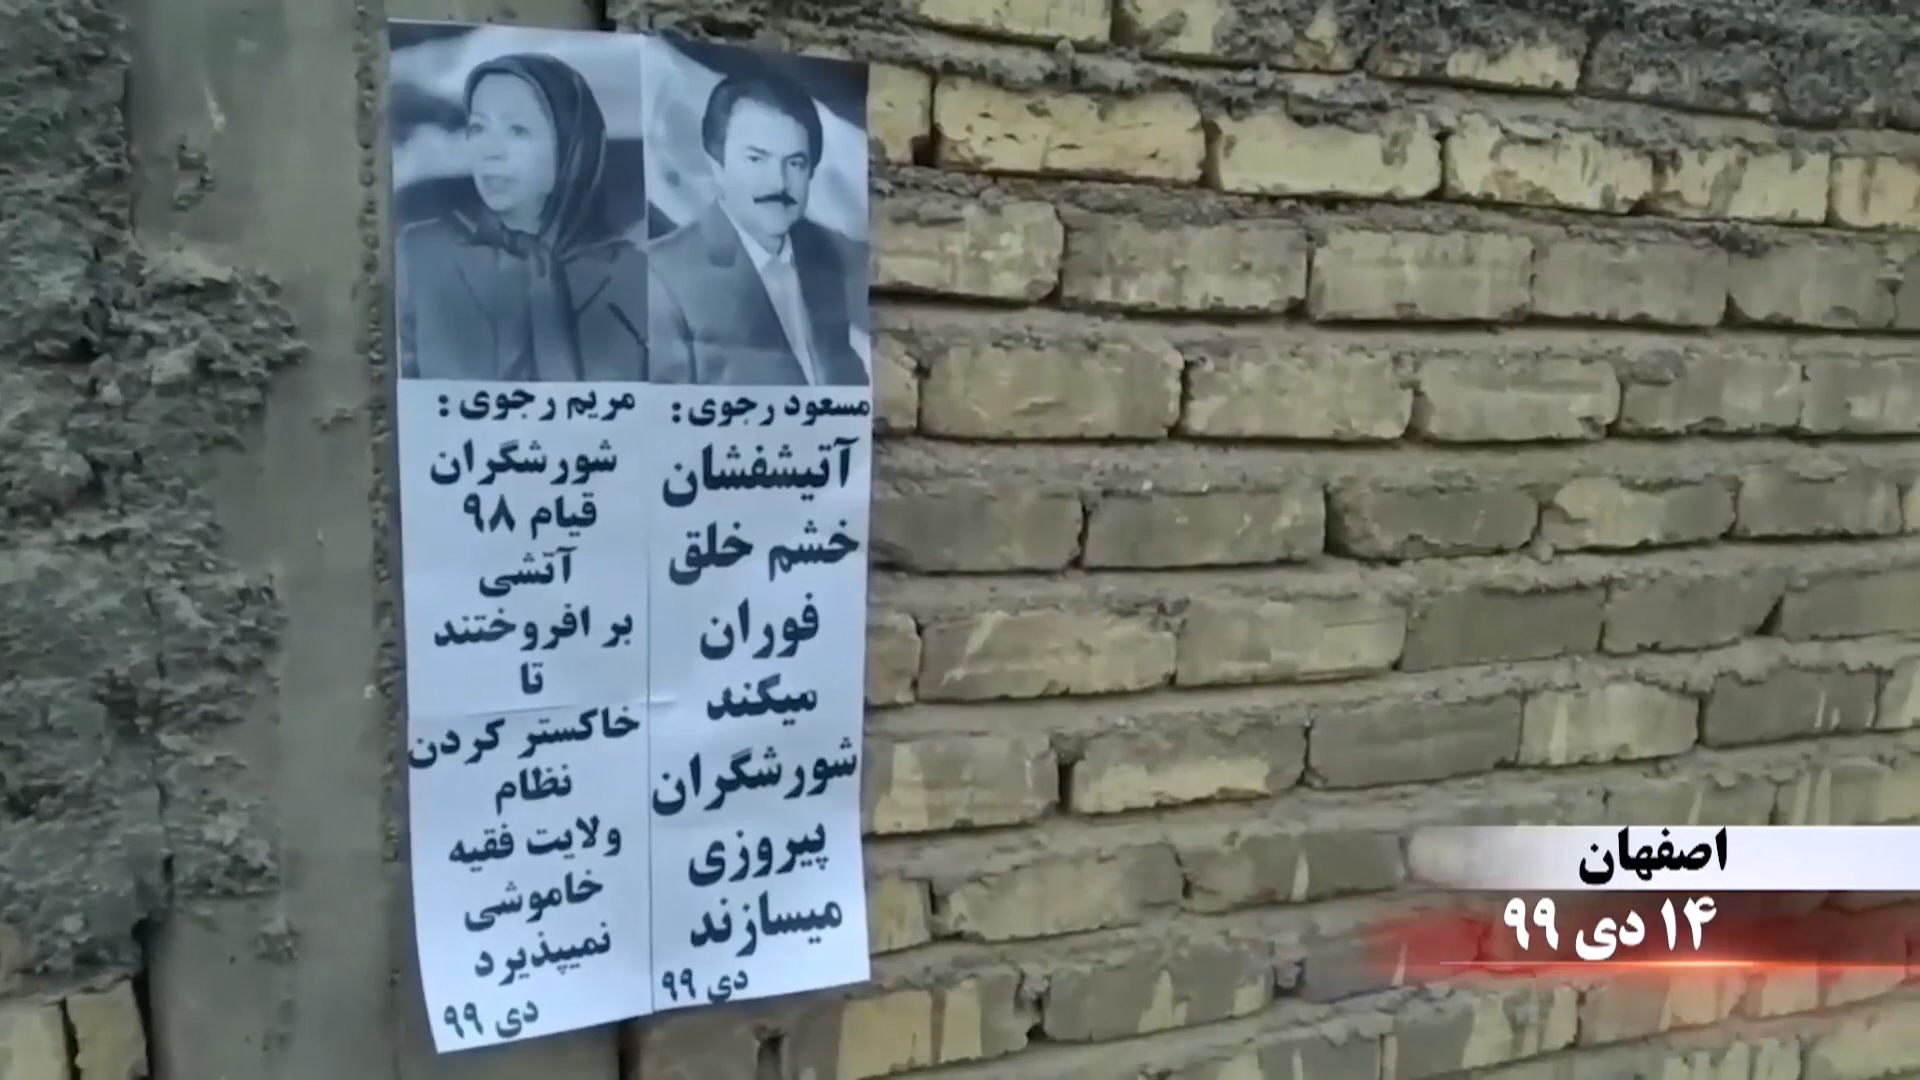 مسعود رجوی:
آتیشفشان
خشم خلق
فوران
میکند
شورشگران
پیروزی
میسازند
دی ۹۹
مریم رجوی:
شورشگران
قیام ۹۸
آتشی
بر افروختند
تا
خاکستر کردن
نظام
ولایت فقیه
خاموشی
نمیپذیرد
دی ۹۹
اصفهان
۱۴ دی ۹۹